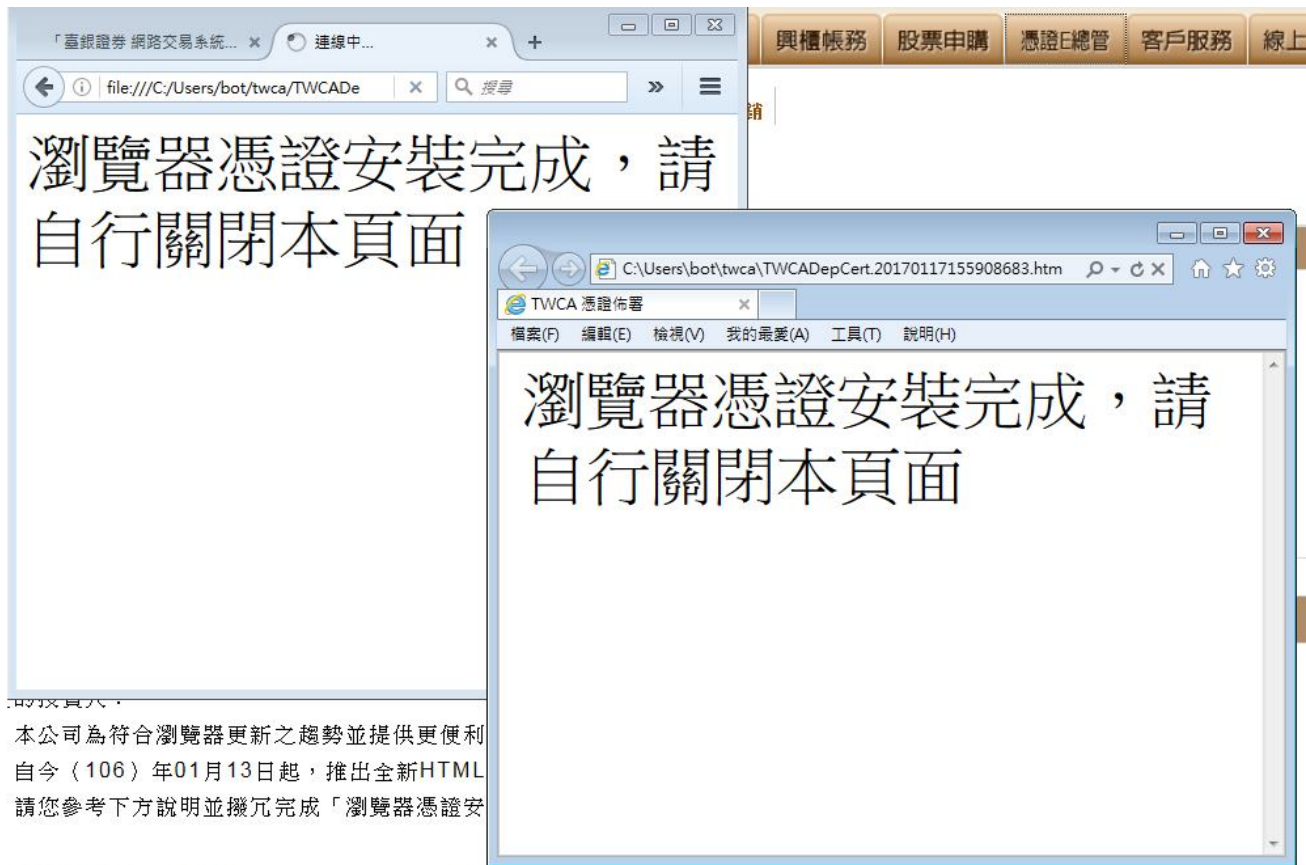 「臺銀證券 網路交易系統...
連線中...
file:///C:/Users/bot/twca/TWCADe
搜尋
瀏覽器憑證安裝完成，請
自行關閉本頁面
興櫃帳務
股票申購
憑證E總管
客戶服務
線上
銷
C:\Users\bot\twca\TWCADepCert.20170117155908683.htm
TWCA 憑證佈署
檔案(F) 編輯(E) 檢視(V) 我的最愛(A) 工具(T) 說明(H)
瀏覽器憑證安裝完成，請
自行關閉本頁面
的投資人：
本公司為符合瀏覽器更新之趨勢並提供更便利
自今（106）年01月13日起，推出全新HTML
請您參考下方說明並撥冗完成「瀏覽器憑證安